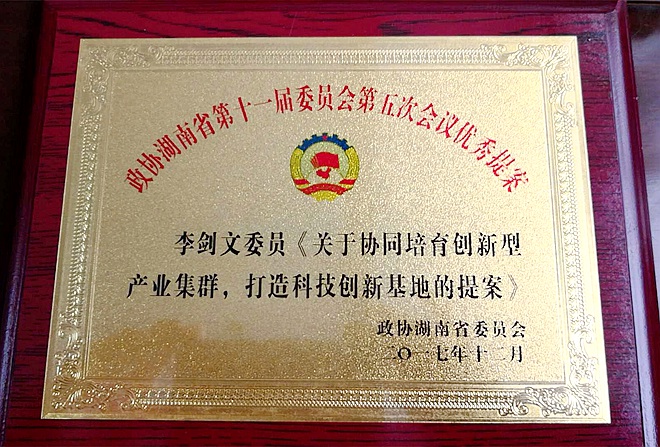 政协湖南省第十一届委员会第五次会议优秀提案
李剑文委员《关于协同培育创新型
产业集群，打造科技创新基地的提案》
政协湖南省委员会
二〇一七年十二月